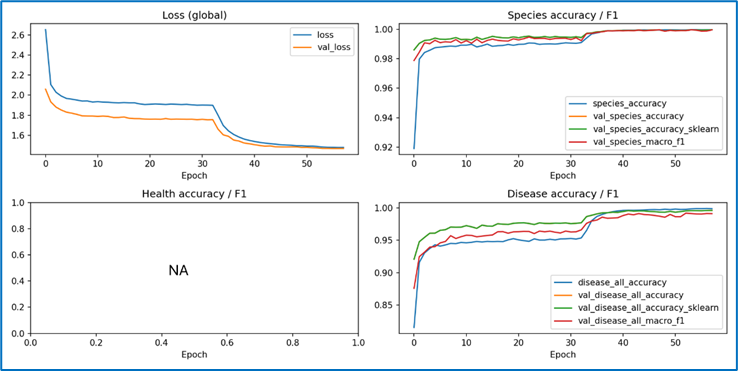 Loss (global)
loss
val_loss
2.6
2.4
2.2
2.0
1.8
1.6
0 10 20 30 40 50
Epoch
Species accuracy / F1
1.00
0.98
0.96
0.94
0.92
species_accuracy
val_species_accuracy
val_species_accuracy_sklearn
val_species_macro_f1
0 10 20 30 40 50
Epoch
Health accuracy / F1
1.0
0.8
0.6
0.4
0.2
0.0
NA
0.0 0.2 0.4 0.6 0.8 1.0
Epoch
Disease accuracy / F1
1.00
0.95
0.90
0.85
disease_all_accuracy
val_disease_all_accuracy
val_disease_all_accuracy_sklearn
val_disease_all_macro_f1
0 10 20 30 40 50
Epoch